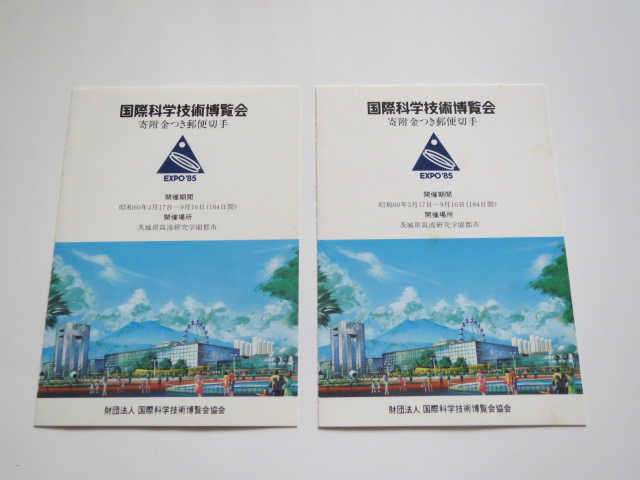 国際科学技術博覧会
寄附金つき郵便切手
EXPO'85
開催期間
昭和60年3月17日～9月16日(184日間)
開催場所
茨城県筑波研究学園都市
財団法人 国際科学技術博覧会協会
国際科学技術博覧会
寄附金つき郵便切手
EXPO'85
開催期間
昭和60年3月17日～9月16日(184日間)
開催場所
茨城県筑波研究学園都市
財団法人 国際科学技術博覧会協会